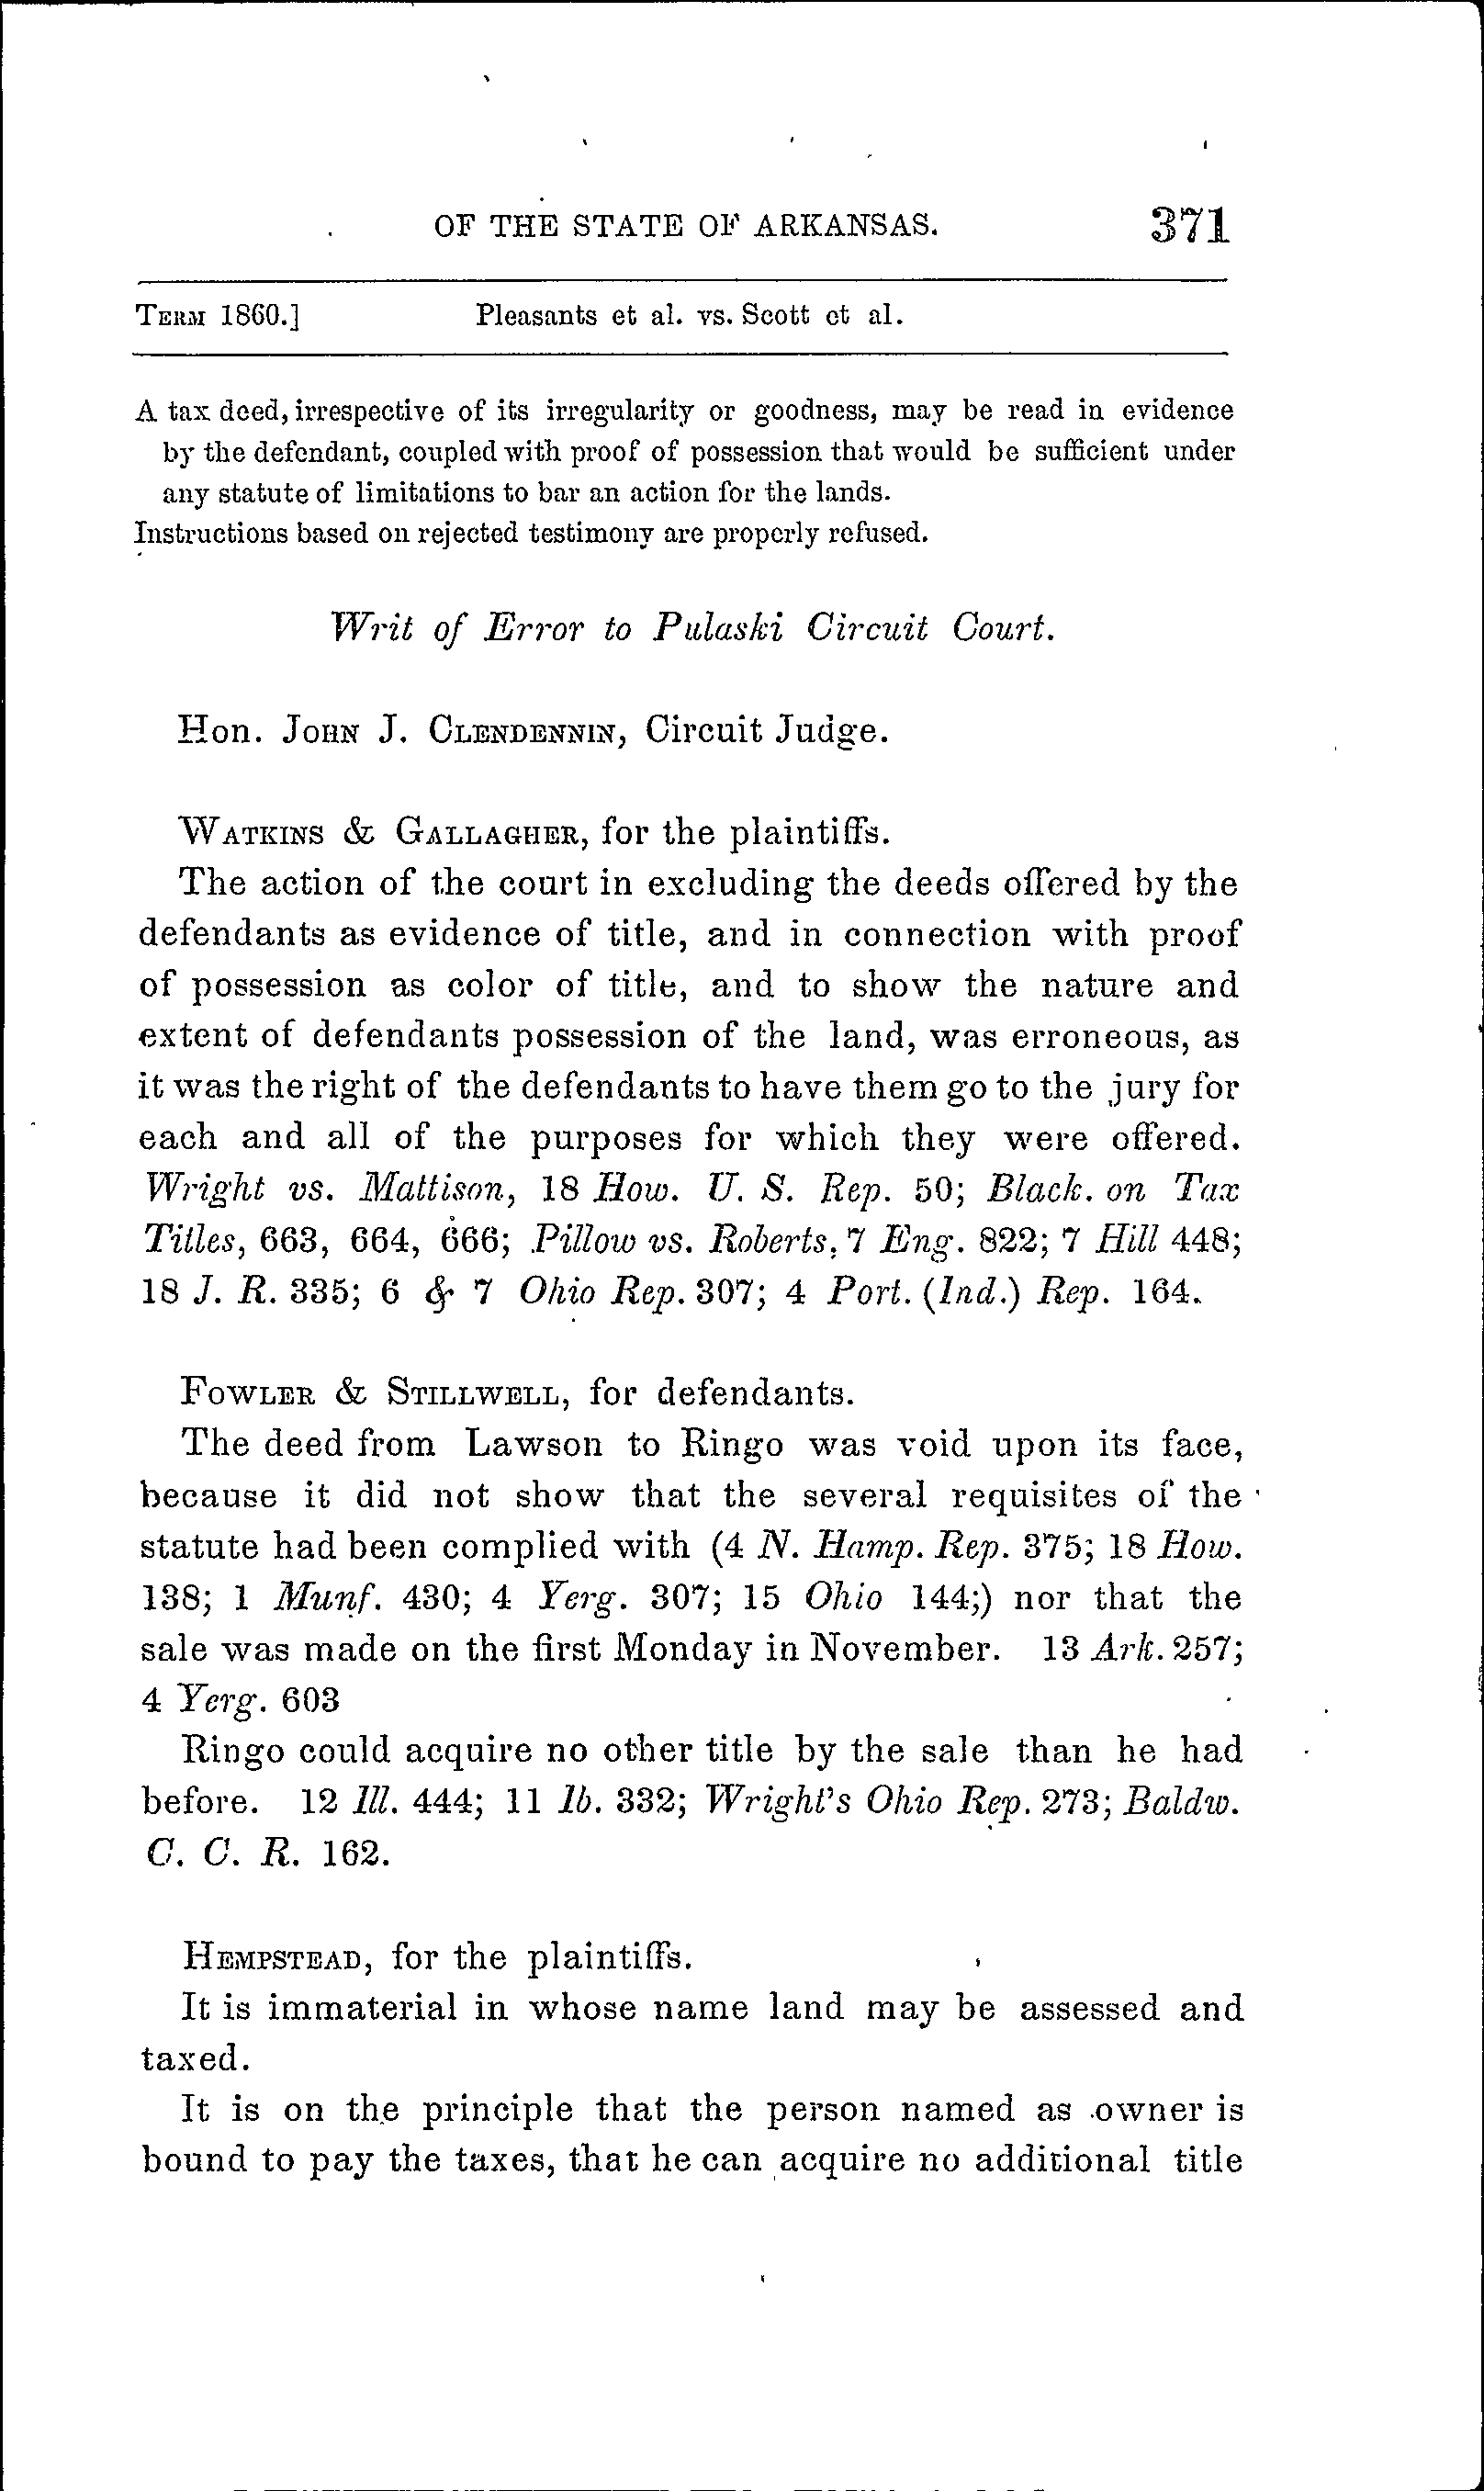 OF THE STATE OF ARKANSAS. 371
TERM 1860.] Pleasants et al. vs. Scott et al.
A tax deed, irrespective of its irregularity or goodness, may be read in evidence
by the defendant, coupled with proof of possession that would be sufficient under
any statute of limitations to bar an action for the lands.
Instructions based on rejected testimony are properly refused.
Writ of Error to Pulaski Circuit Court.
Hon. JOHN J. CLENDENNIN, Circuit Judge.
WATKINS & GALLAGHER, for the plaintiffs.
The action of the court in excluding the deeds offered by the
defendants as evidence of title, and in connection with proof
of possession as color of title, and to show the nature and
extent of defendants possession of the land, was erroneous, as
it was the right of the defendants to have them go to the jury for
each and all of the purposes for which they were offered.
Wright vs. Mattison, 18 How. U. S. Rep. 50; Black. on Tax
Titles, 663, 664, 666; Pillow vs. Roberts, 7 Eng. 822; 7 Hill 448;
18 J. R. 335; 6 & 7 Ohio Rep. 307; 4 Port. (Ind.) Rep. 164.
FOWLER & STILLWELL, for defendants.
The deed from Lawson to Ringo was void upon its face,
because it did not show that the several requisites of the
statute had been complied with (4 N. Hamp. Rep. 375; 18 How.
138; 1 Munf. 430; 4 Yerg. 307; 15 Ohio 144;) nor that the
sale was made on the first Monday in November. 13 Ark. 257;
4 Yerg. 603
Ringo could acquire no other title by the sale than he had
before. 12 Ill. 444; 11 Ib. 332; Wright's Ohio Rep. 273; Baldw.
C. C. R. 162.
HEMPSTEAD, for the plaintiffs.
It is immaterial in whose name land may be assessed and
taxed.
It is on the principle that the person named as owner is
bound to pay the taxes, that he can acquire no additional title